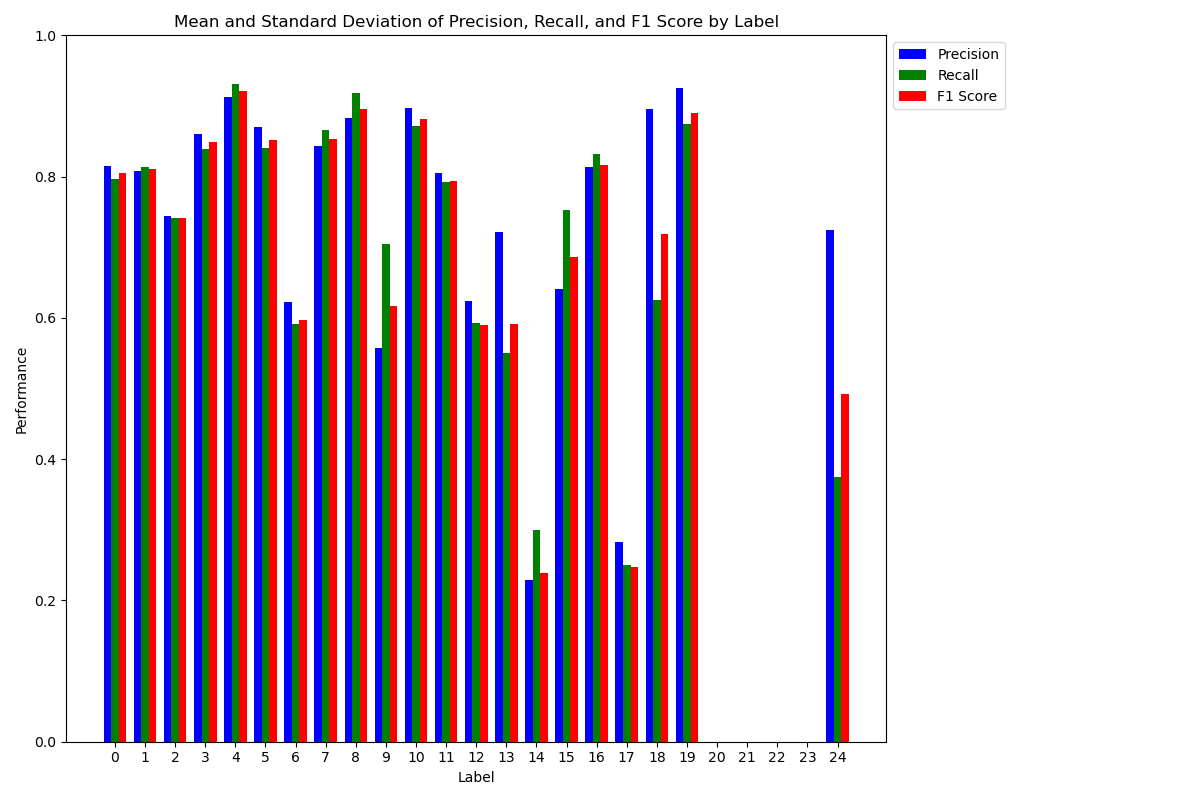 Mean and Standard Deviation of Precision, Recall, and F1 Score by Label
1.0
0.8
0.6
0.4
0.2
0.0
Performance
0 1 2 3 4 5 6 7 8 9 10 11 12 13 14 15 16 17 18 19 20 21 22 23 24
Label
Precision
Recall
F1 Score